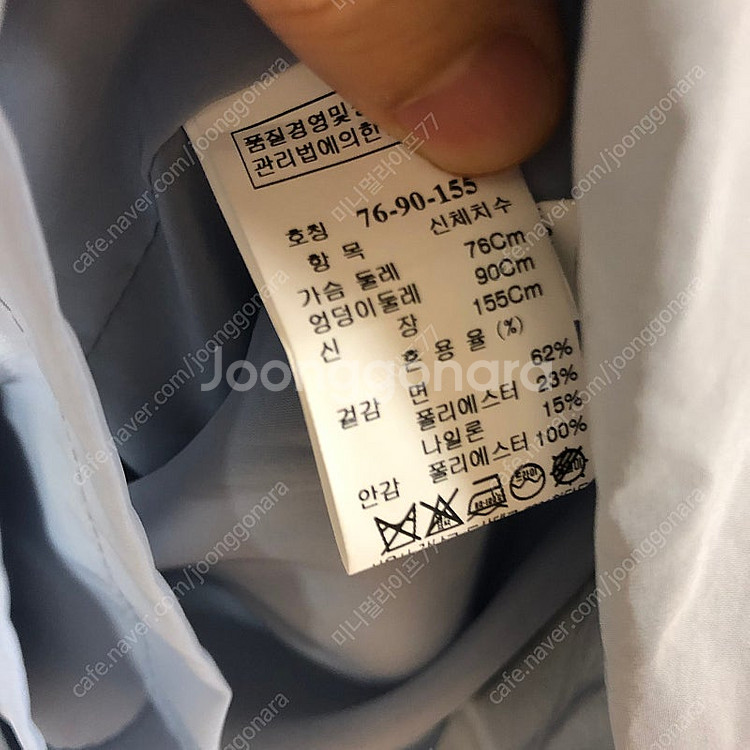 품질경영및
관리법에의한
호칭 76-90-155
항 목 신체치수
가슴 둘레 76Cm
엉덩이둘레 90Cm
신 장 155Cm
혼 용 율 (%)
겉감 면 62%
폴리에스터 23%
나일론 15%
안감 폴리에스터 100%
드라이
Joonggonara
cafe.naver.com/joonggonara
미니멀라이프77